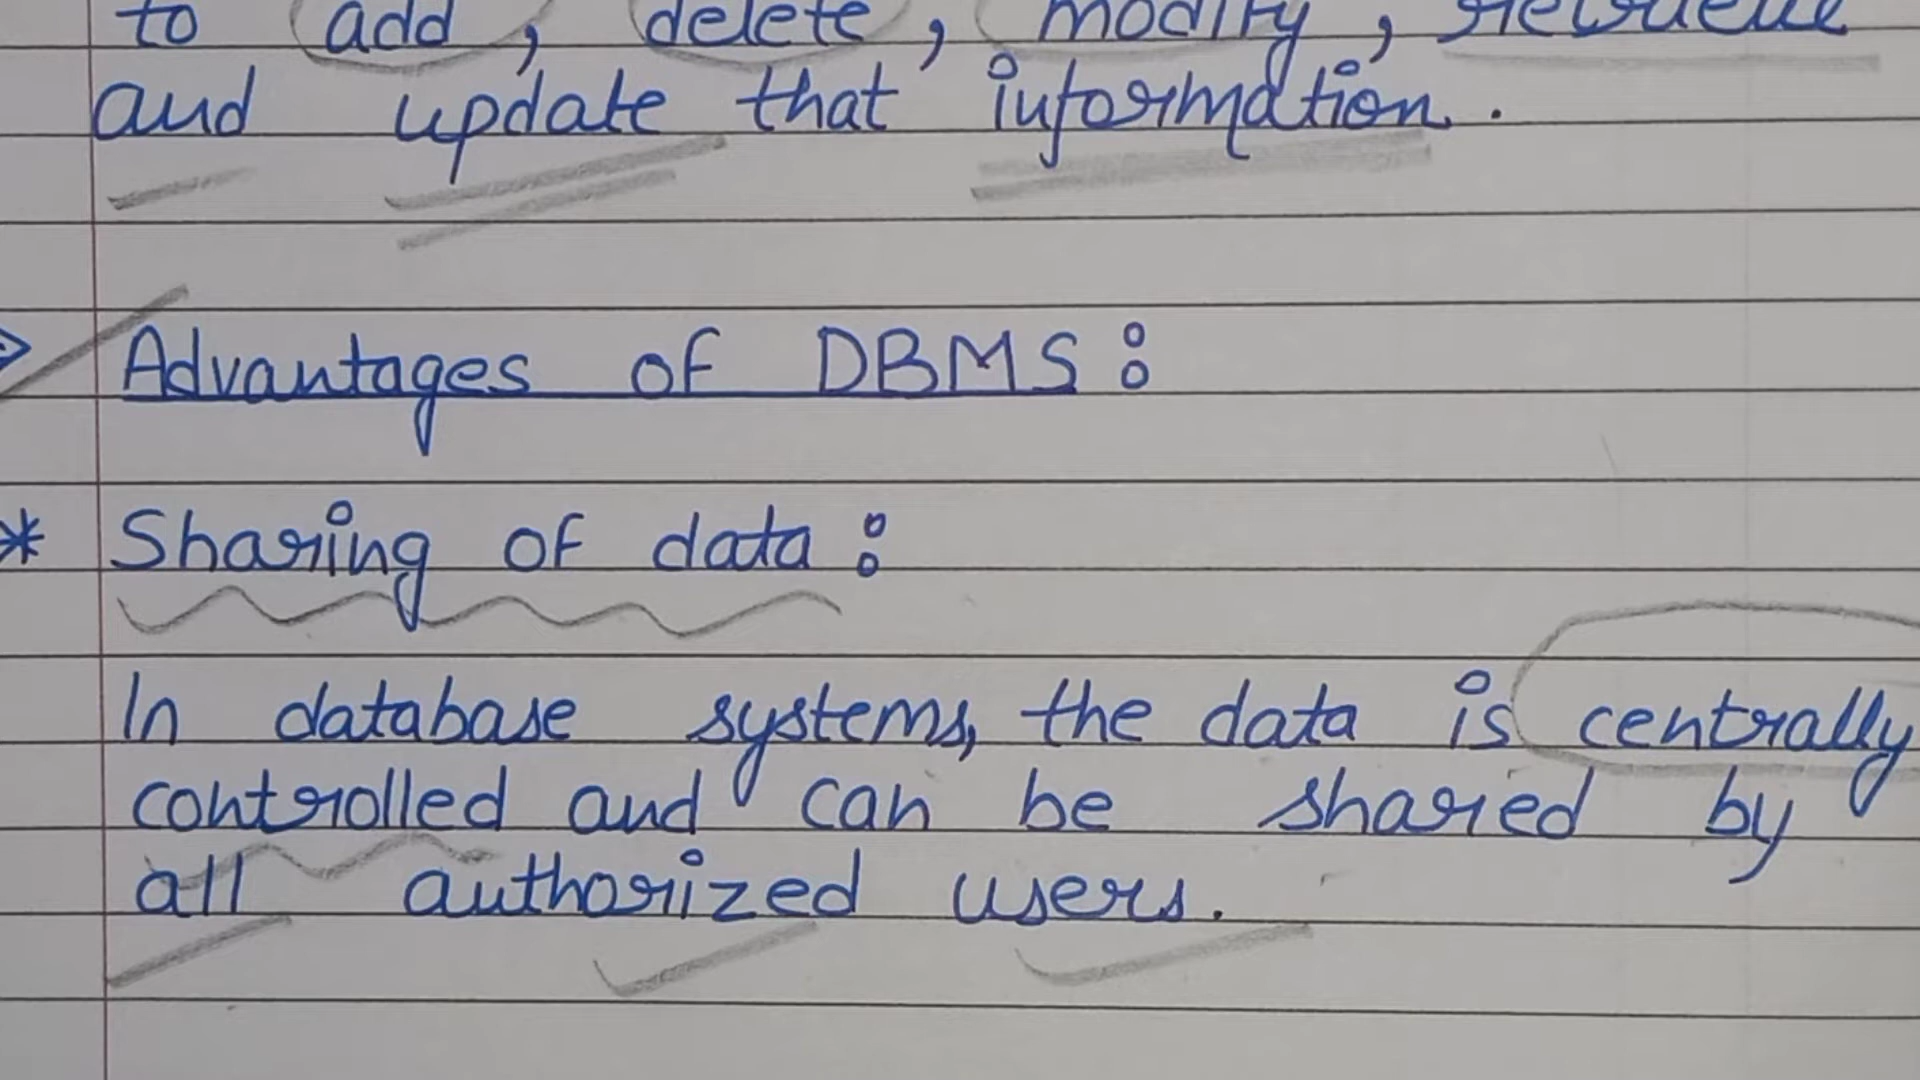 to add, delete, modify, retrieve
and update that information.
Advantages of DBMS:
* Sharing of data:
In database systems, the data is centrally
controlled and can be shared by
all authorized users.